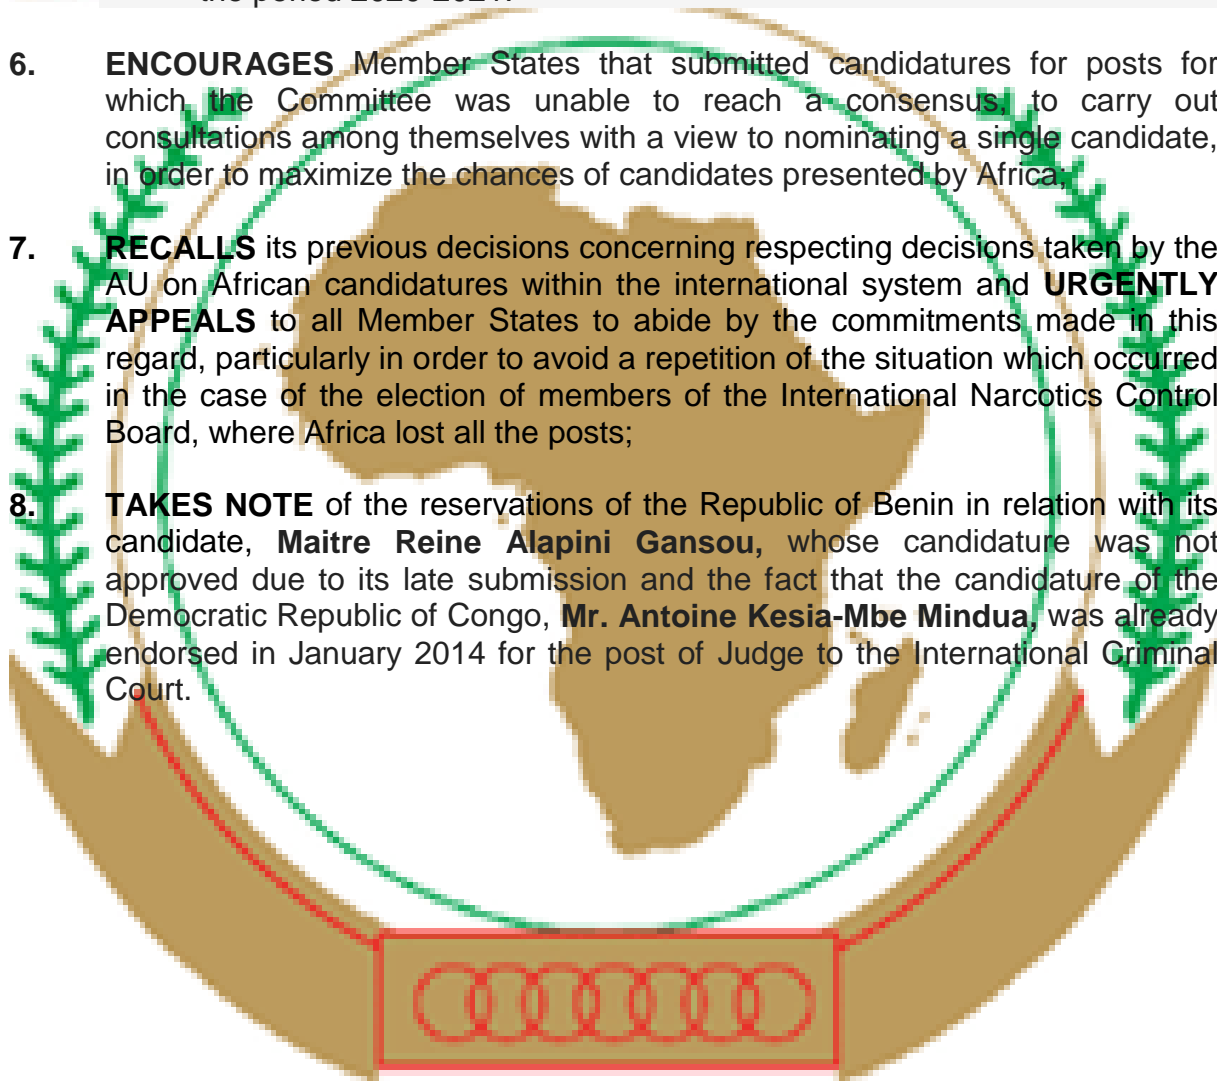 6. ENCOURAGES Member States that submitted candidatures for posts for
which the Committee was unable to reach a consensus, to carry out
consultations among themselves with a view to nominating a single candidate,
in order to maximize the chances of candidates presented by Africa;
7. RECALLS its previous decisions concerning respecting decisions taken by the
AU on African candidatures within the international system and URGENTLY
APPEALS to all Member States to abide by the commitments made in this
regard, particularly in order to avoid a repetition of the situation which occurred
in the case of the election of members of the International Narcotics Control
Board, where Africa lost all the posts;
8. TAKES NOTE of the reservations of the Republic of Benin in relation with its
candidate, Maitre Reine Alapini Gansou, whose candidature was not
approved due to its late submission and the fact that the candidature of the
Democratic Republic of Congo, Mr. Antoine Kesia-Mbe Mindua, was already
endorsed in January 2014 for the post of Judge to the International Criminal
Court.